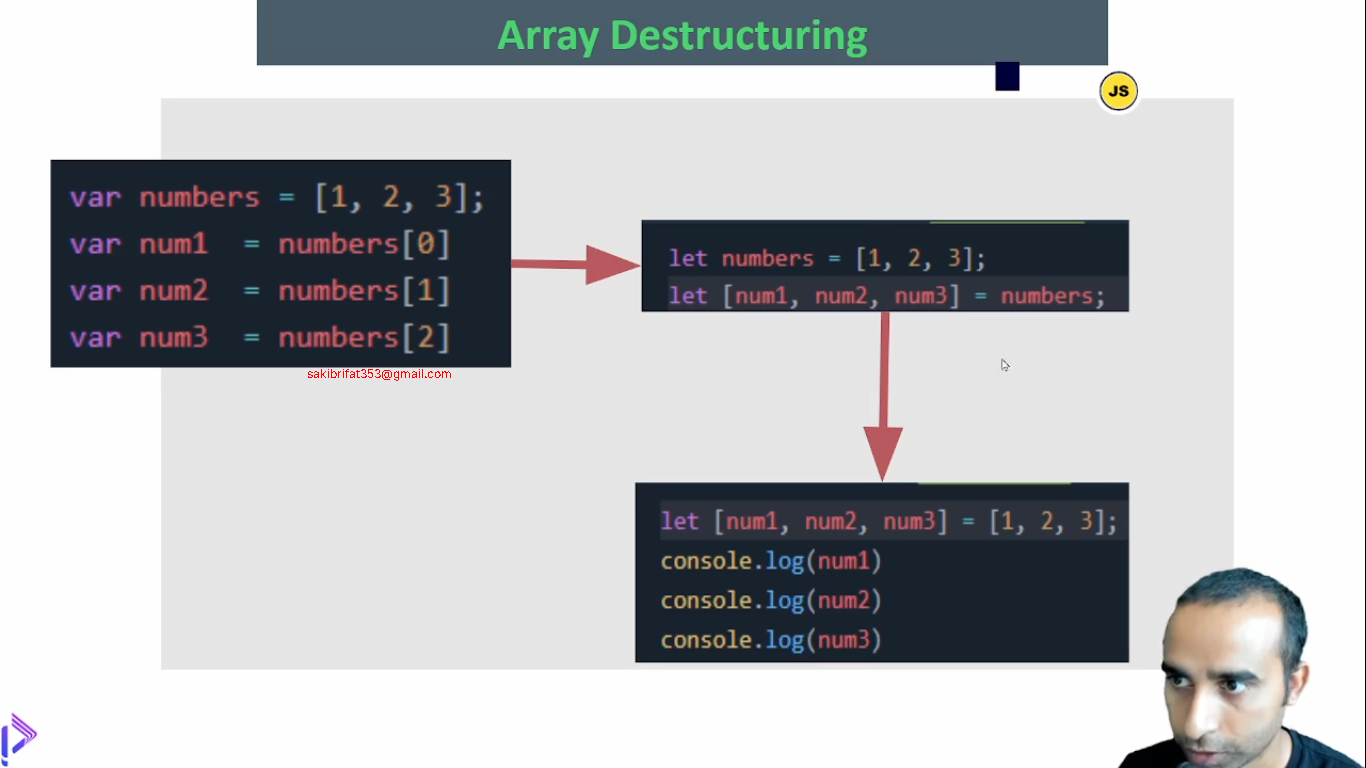 Array Destructuring
JS
var numbers = [1, 2, 3];
var num1  = numbers[0]
var num2  = numbers[1]
var num3  = numbers[2]
sakibrifat353@gmail.com
let numbers = [1, 2, 3];
let [num1, num2, num3] = numbers;
let [num1, num2, num3] = [1, 2, 3];
console.log(num1)
console.log(num2)
console.log(num3)